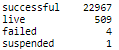 successful 22967
live 509
failed 4
suspended 1